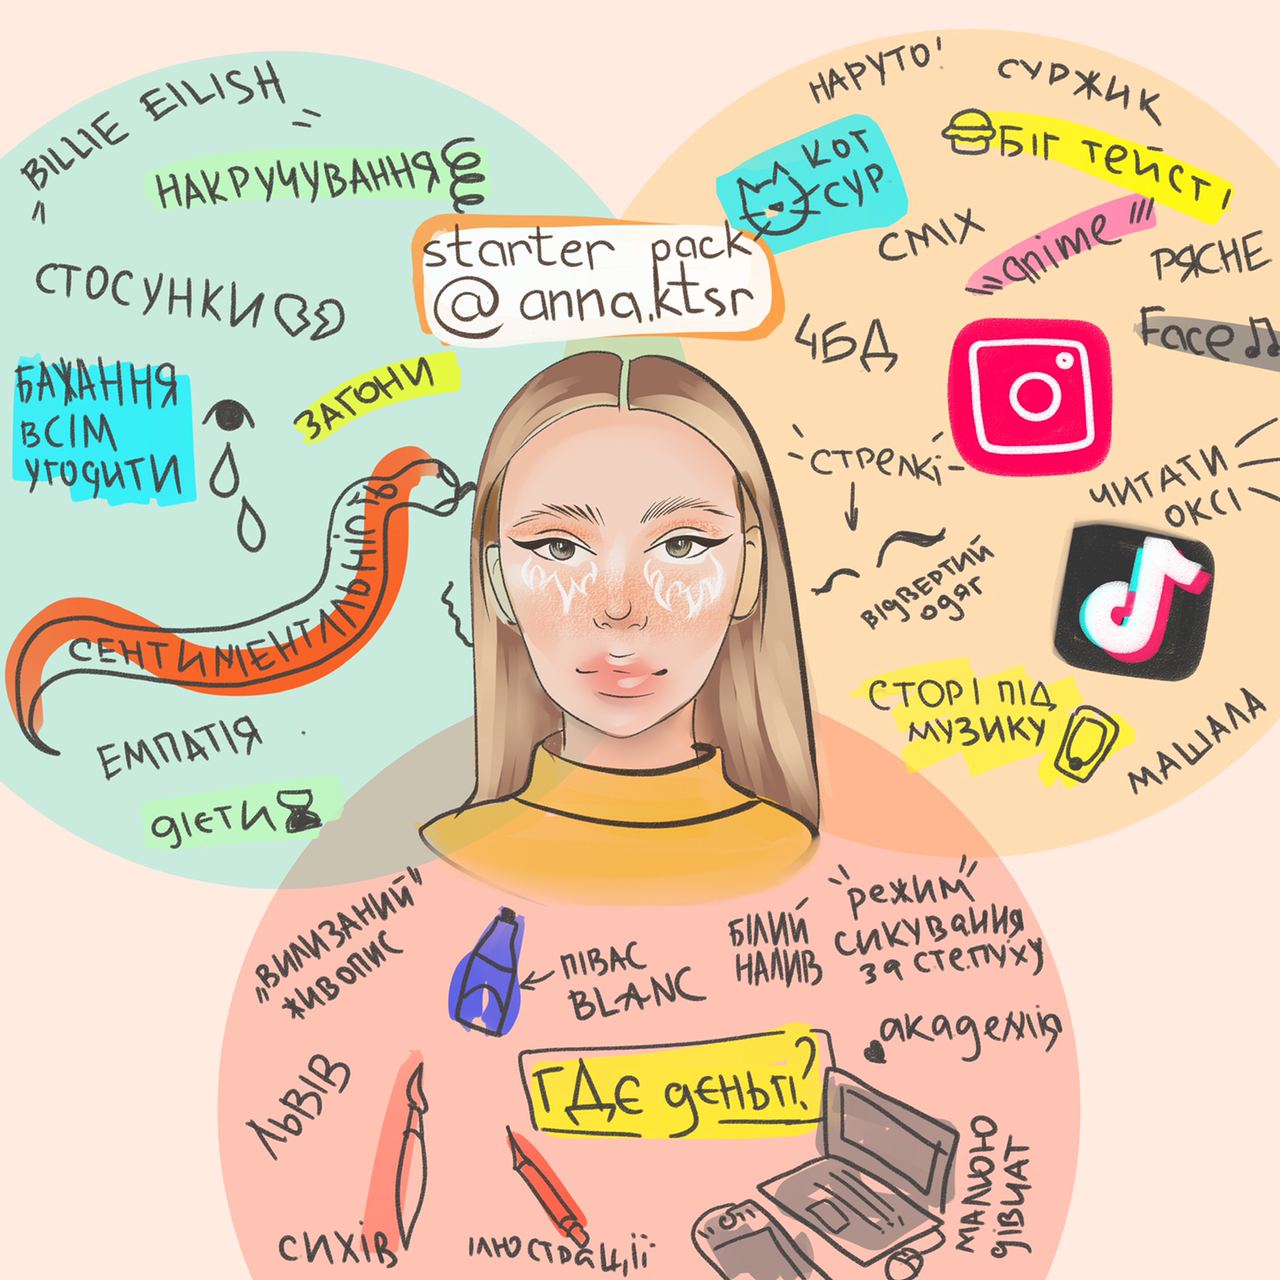 "BILLIE EILISH"
НАКРУЧУВАННЯ
СТОСУНКИ
БАЖАННЯ
ВСІМ
УГОДИТИ
ЗАГОНИ
СЕНТИМЕНТАЛЬНІСТЬ
ЕМПАТІЯ
дієти
starter pack
@anna.ktsr
НАРУТО!
СУРЖИК
КОТ
СУР
БІГ ТЕЙСТІ
СМІХ
anime
РЯСНЕ
ЧБД
Face
СТРЕЛКІ
ЧИТАТИ
ОКСІ
ВІДВЕРТИЙ
ОДЯГ
СТОРІ ПІД
МУЗИКУ
МАШАЛА
„ВИЛИЗАНИЙ"
ЖИВОПИС
ПІВАС
BLANC
БІЛИЙ
НАЛИВ
"режим"
СИКУВАННЯ
ЗА СТЕПУХУ
академія
ГДЄ дєньгі?
ЛЬВІВ
СИХІВ
ілюстрації
МАЛЮЮ
ДІВЧАТ